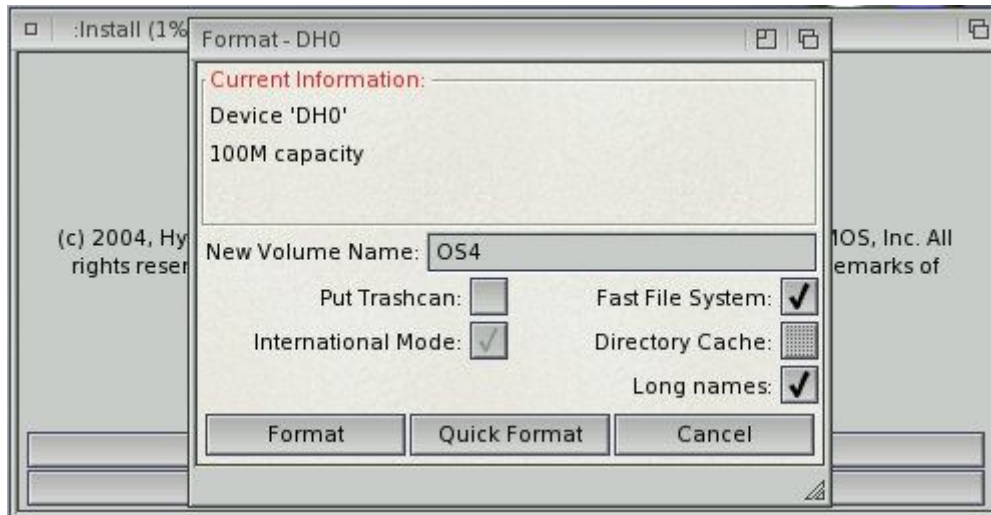 :Install (1%
Format - DH0
Current Information:
Device 'DH0'
100M capacity
(c) 2004, Hy
rights reser
MOS, Inc. All
emarks of
New Volume Name: OS4
Put Trashcan:
Fast File System:
International Mode:
Directory Cache:
Long names:
Format
Quick Format
Cancel